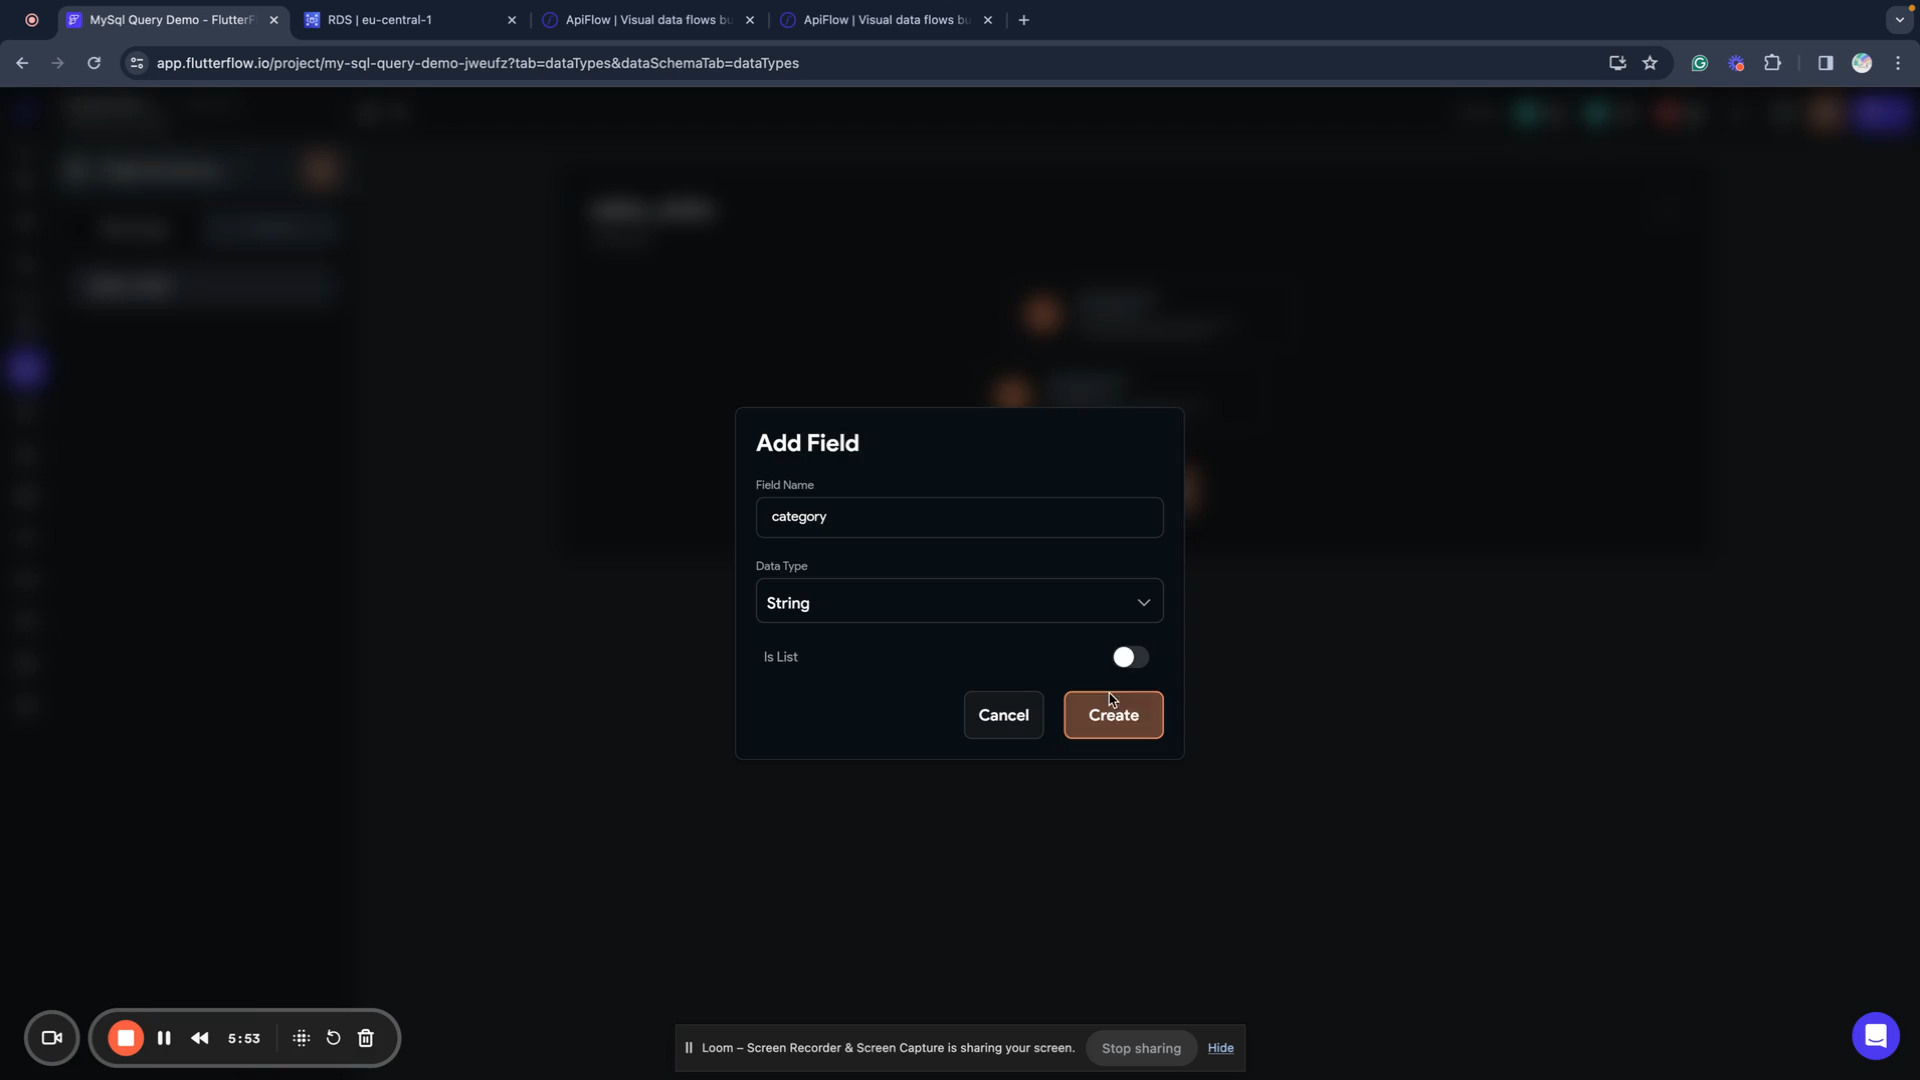 MySql Query Demo - FlutterF
RDS | eu-central-1
ApiFlow | Visual data flows bu
ApiFlow | Visual data flows bu
app.flutterflow.io/project/my-sql-query-demo-jweufz?tab=dataTypes&dataSchemaTab=dataTypes
Add Field
Field Name
category
Data Type
String
Is List
Cancel
Create
5:53
Loom – Screen Recorder & Screen Capture is sharing your screen.
Stop sharing
Hide